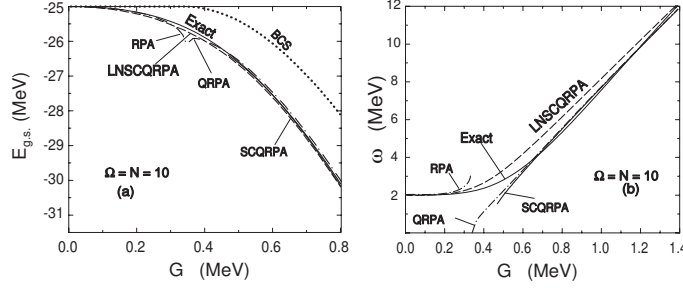 E g.s. (MeV)
-25
-26
-27
-28
-29
-30
-31
0.0
0.2
0.4
0.6
0.8
G (MeV)
Exact
BCS
RPA
LNSCQRPA
QRPA
SCQRPA
Ω = N = 10
(a)
ω (MeV)
12
10
8
6
4
2
0.0
0.2
0.4
0.6
0.8
1.0
1.2
1.4
G (MeV)
LNSCQRPA
Exact
RPA
QRPA
SCQRPA
Ω = N = 10
(b)